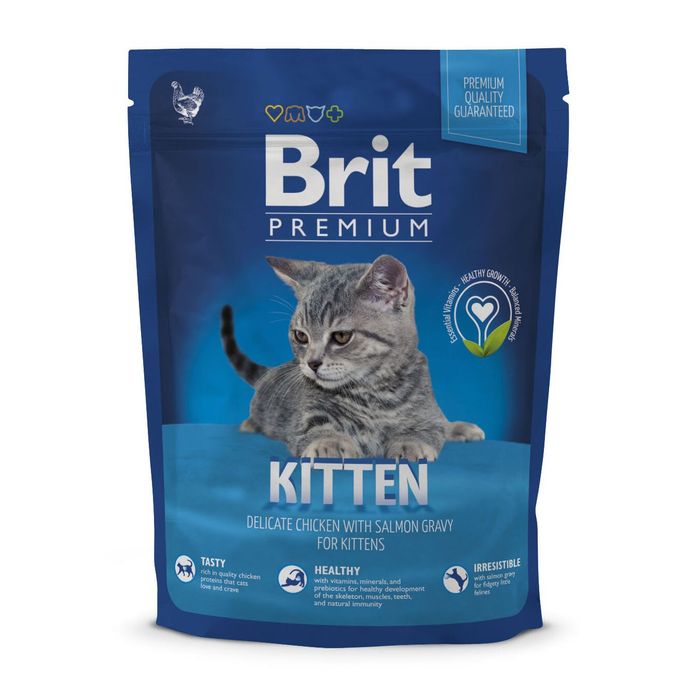 PREMIUM
QUALITY
GUARANTEED
Brit
PREMIUM
Essential Vitamins - HEALTHY GROWTH - Balanced Minerals
KITTEN
DELICATE CHICKEN WITH SALMON GRAVY
FOR KITTENS
TASTY
rich in quality chicken
proteins that cats
love and crave
HEALTHY
with vitamins, minerals, and
prebiotics for healthy development
of the skeleton, muscles, teeth,
and natural immunity
IRRESISTIBLE
with salmon gravy
for fidgety little
felines